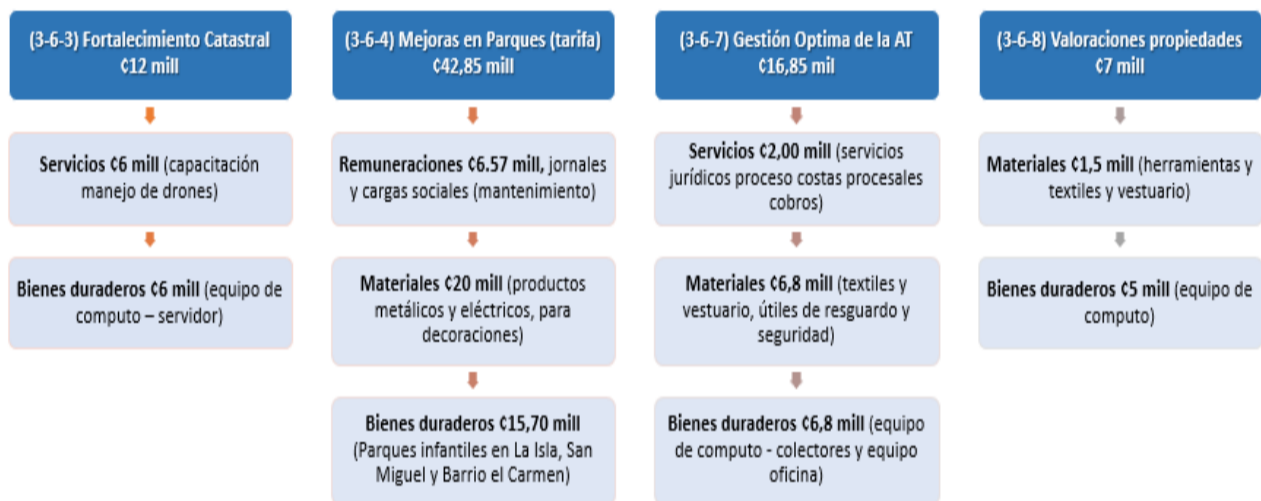 (3-6-3) Fortalecimiento Catastral
¢12 mill
Servicios ¢6 mill (capacitación
manejo de drones)
Bienes duraderos ¢6 mill (equipo de
computo – servidor)
(3-6-4) Mejoras en Parques (tarifa)
¢42,85 mill
Remuneraciones ¢6.57 mill, jornales
y cargas sociales (mantenimiento)
Materiales ¢20 mill (productos
metálicos y eléctricos, para
decoraciones)
Bienes duraderos ¢15,70 mill
(Parques infantiles en La Isla, San
Miguel y Barrio el Carmen)
(3-6-7) Gestión Optima de la AT
¢16,85 mil
Servicios ¢2,00 mill (servicios
jurídicos proceso costas procesales
cobros)
Materiales ¢6,8 mill (textiles y
vestuario, útiles de resguardo y
seguridad)
Bienes duraderos ¢6,8 mill (equipo
de computo - colectores y equipo
oficina)
(3-6-8) Valoraciones propiedades
¢7 mill
Materiales ¢1,5 mill (herramientas y
textiles y vestuario)
Bienes duraderos ¢5 mill (equipo de
computo)